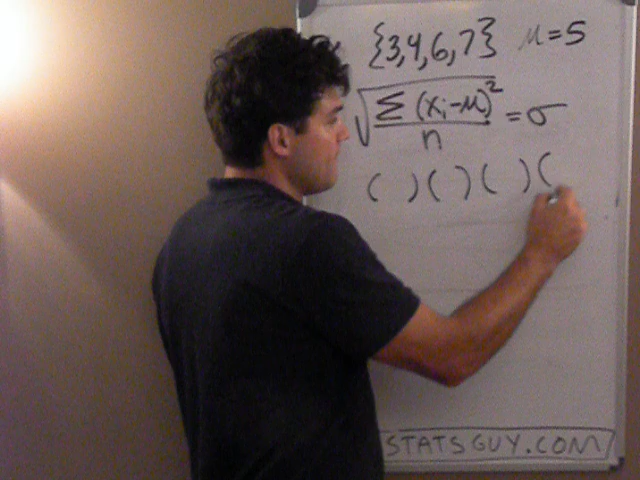 {3,4,6,7} μ=5
√(Σ(xᵢ-μ)²/n) = σ
( ) ( ) ( ) (
STATSGUY.COM